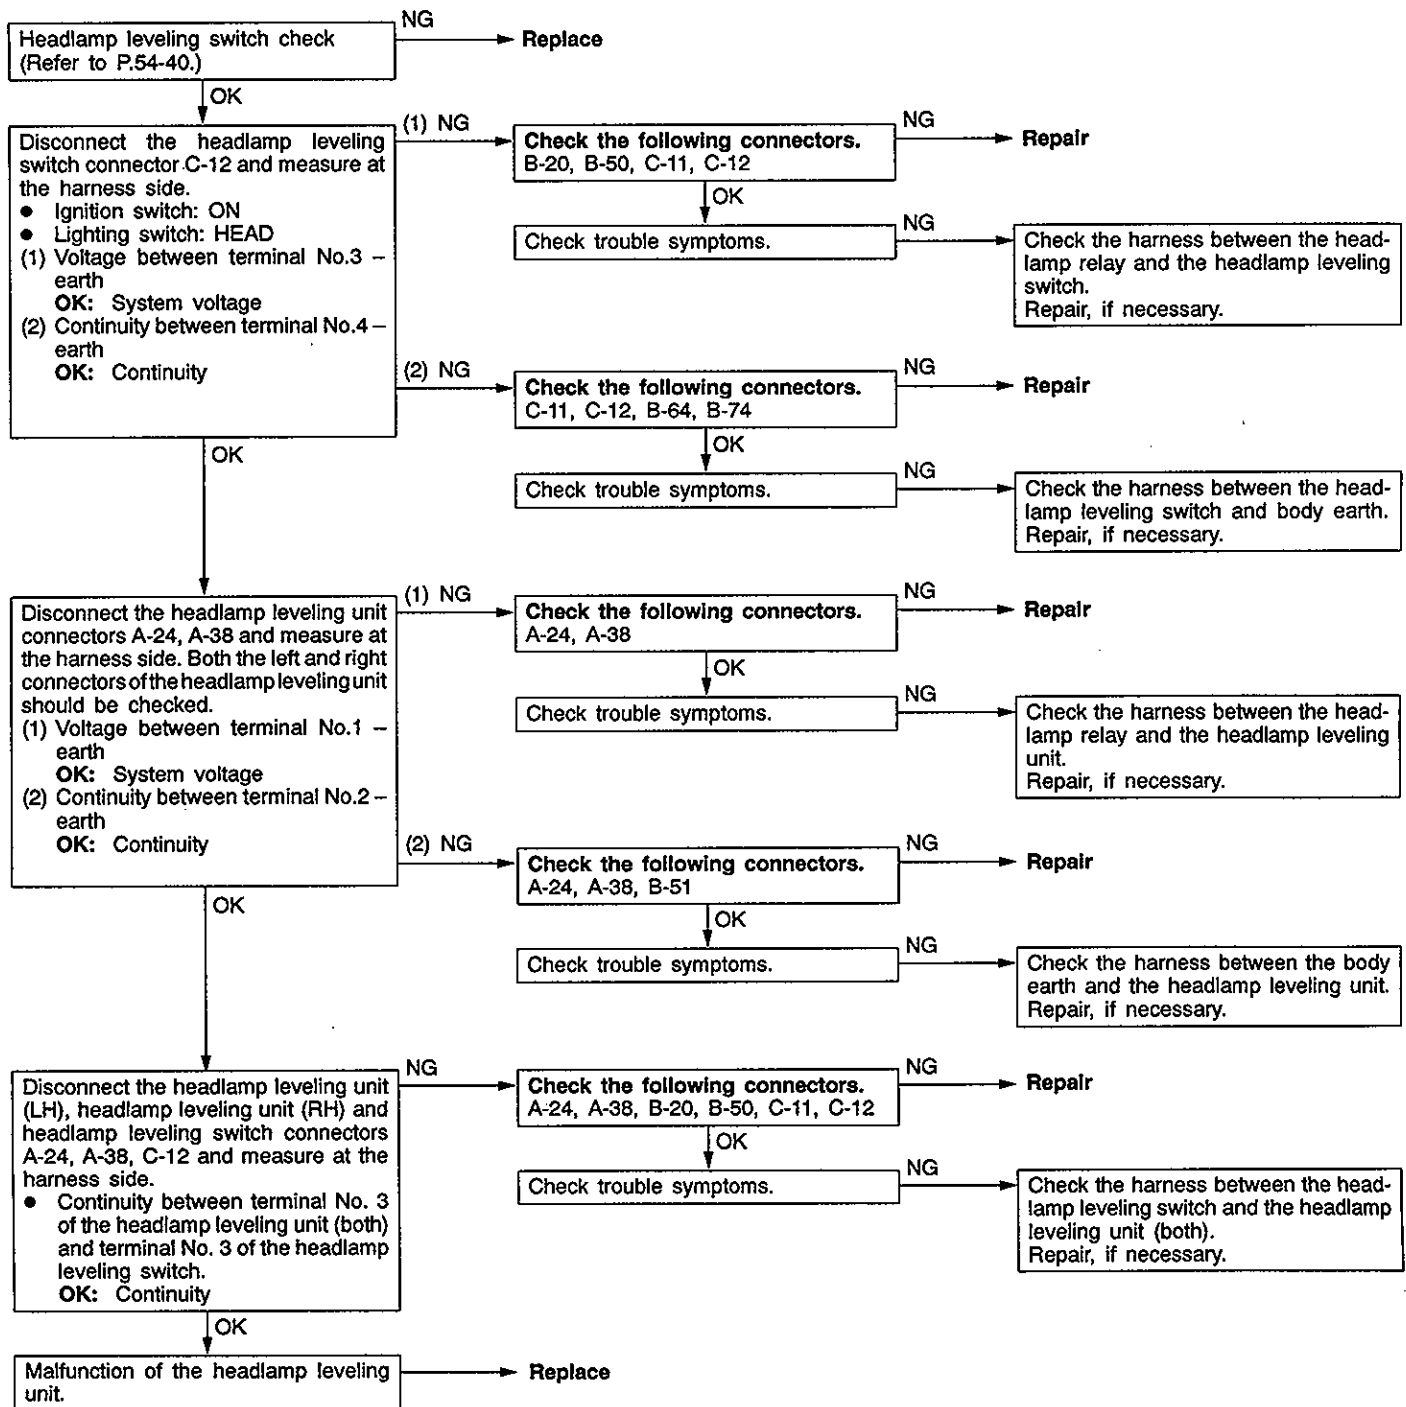 Headlamp leveling switch check
(Refer to P.54-40.)
NG
Replace
OK
Disconnect the headlamp leveling
switch connector C-12 and measure at
the harness side.
● Ignition switch: ON
● Lighting switch: HEAD
(1) Voltage between terminal No.3 –
earth
OK: System voltage
(2) Continuity between terminal No.4 –
earth
OK: Continuity
(1) NG
Check the following connectors.
B-20, B-50, C-11, C-12
NG
Repair
OK
Check trouble symptoms.
NG
Check the harness between the head-
lamp relay and the headlamp leveling
switch.
Repair, if necessary.
(2) NG
Check the following connectors.
C-11, C-12, B-64, B-74
NG
Repair
OK
Check trouble symptoms.
NG
Check the harness between the head-
lamp leveling switch and body earth.
Repair, if necessary.
OK
Disconnect the headlamp leveling unit
connectors A-24, A-38 and measure at
the harness side. Both the left and right
connectors of the headlamp leveling unit
should be checked.
(1) Voltage between terminal No.1 –
earth
OK: System voltage
(2) Continuity between terminal No.2 –
earth
OK: Continuity
(1) NG
Check the following connectors.
A-24, A-38
NG
Repair
OK
Check trouble symptoms.
NG
Check the harness between the head-
lamp relay and the headlamp leveling
unit.
Repair, if necessary.
(2) NG
Check the following connectors.
A-24, A-38, B-51
NG
Repair
OK
Check trouble symptoms.
NG
Check the harness between the body
earth and the headlamp leveling unit.
Repair, if necessary.
OK
Disconnect the headlamp leveling unit
(LH), headlamp leveling unit (RH) and
headlamp leveling switch connectors
A-24, A-38, C-12 and measure at the
harness side.
● Continuity between terminal No. 3
of the headlamp leveling unit (both)
and terminal No. 3 of the headlamp
leveling switch.
OK: Continuity
NG
Check the following connectors.
A-24, A-38, B-20, B-50, C-11, C-12
NG
Repair
OK
Check trouble symptoms.
NG
Check the harness between the head-
lamp leveling switch and the headlamp
leveling unit (both).
Repair, if necessary.
OK
Malfunction of the headlamp leveling
unit.
Replace